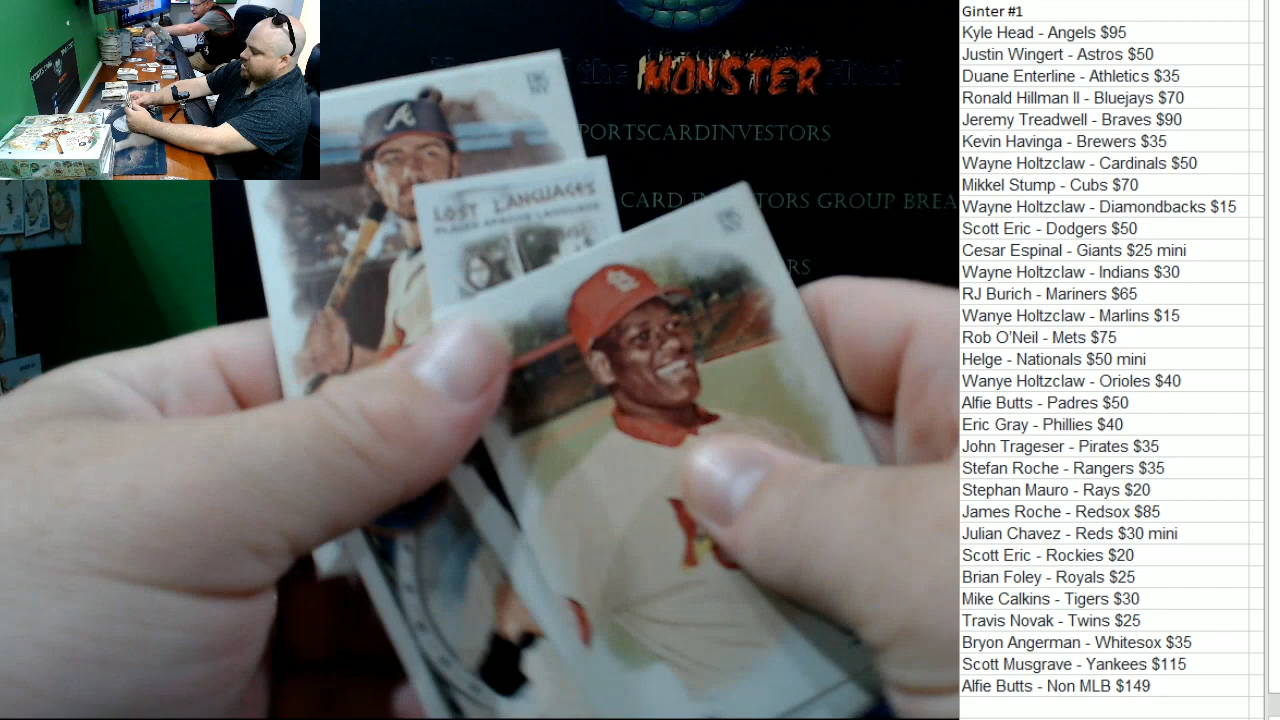 MONSTER
SPORTSCARDINVESTORS
LOST LANGUAGES
Ginter #1
Kyle Head - Angels $95
Justin Wingert - Astros $50
Duane Enterline - Athletics $35
Ronald Hillman ll - Bluejays $70
Jeremy Treadwell - Braves $90
Kevin Havinga - Brewers $35
Wayne Holtzclaw - Cardinals $50
Mikkel Stump - Cubs $70
Wayne Holtzclaw - Diamondbacks $15
Scott Eric - Dodgers $50
Cesar Espinal - Giants $25 mini
Wayne Holtzclaw - Indians $30
RJ Burich - Mariners $65
Wanye Holtzclaw - Marlins $15
Rob O'Neil - Mets $75
Helge - Nationals $50 mini
Wanye Holtzclaw - Orioles $40
Alfie Butts - Padres $50
Eric Gray - Phillies $40
John Trageser - Pirates $35
Stefan Roche - Rangers $35
Stephan Mauro - Rays $20
James Roche - Redsox $85
Julian Chavez - Reds $30 mini
Scott Eric - Rockies $20
Brian Foley - Royals $25
Mike Calkins - Tigers $30
Travis Novak - Twins $25
Bryon Angerman - Whitesox $35
Scott Musgrave - Yankees $115
Alfie Butts - Non MLB $149